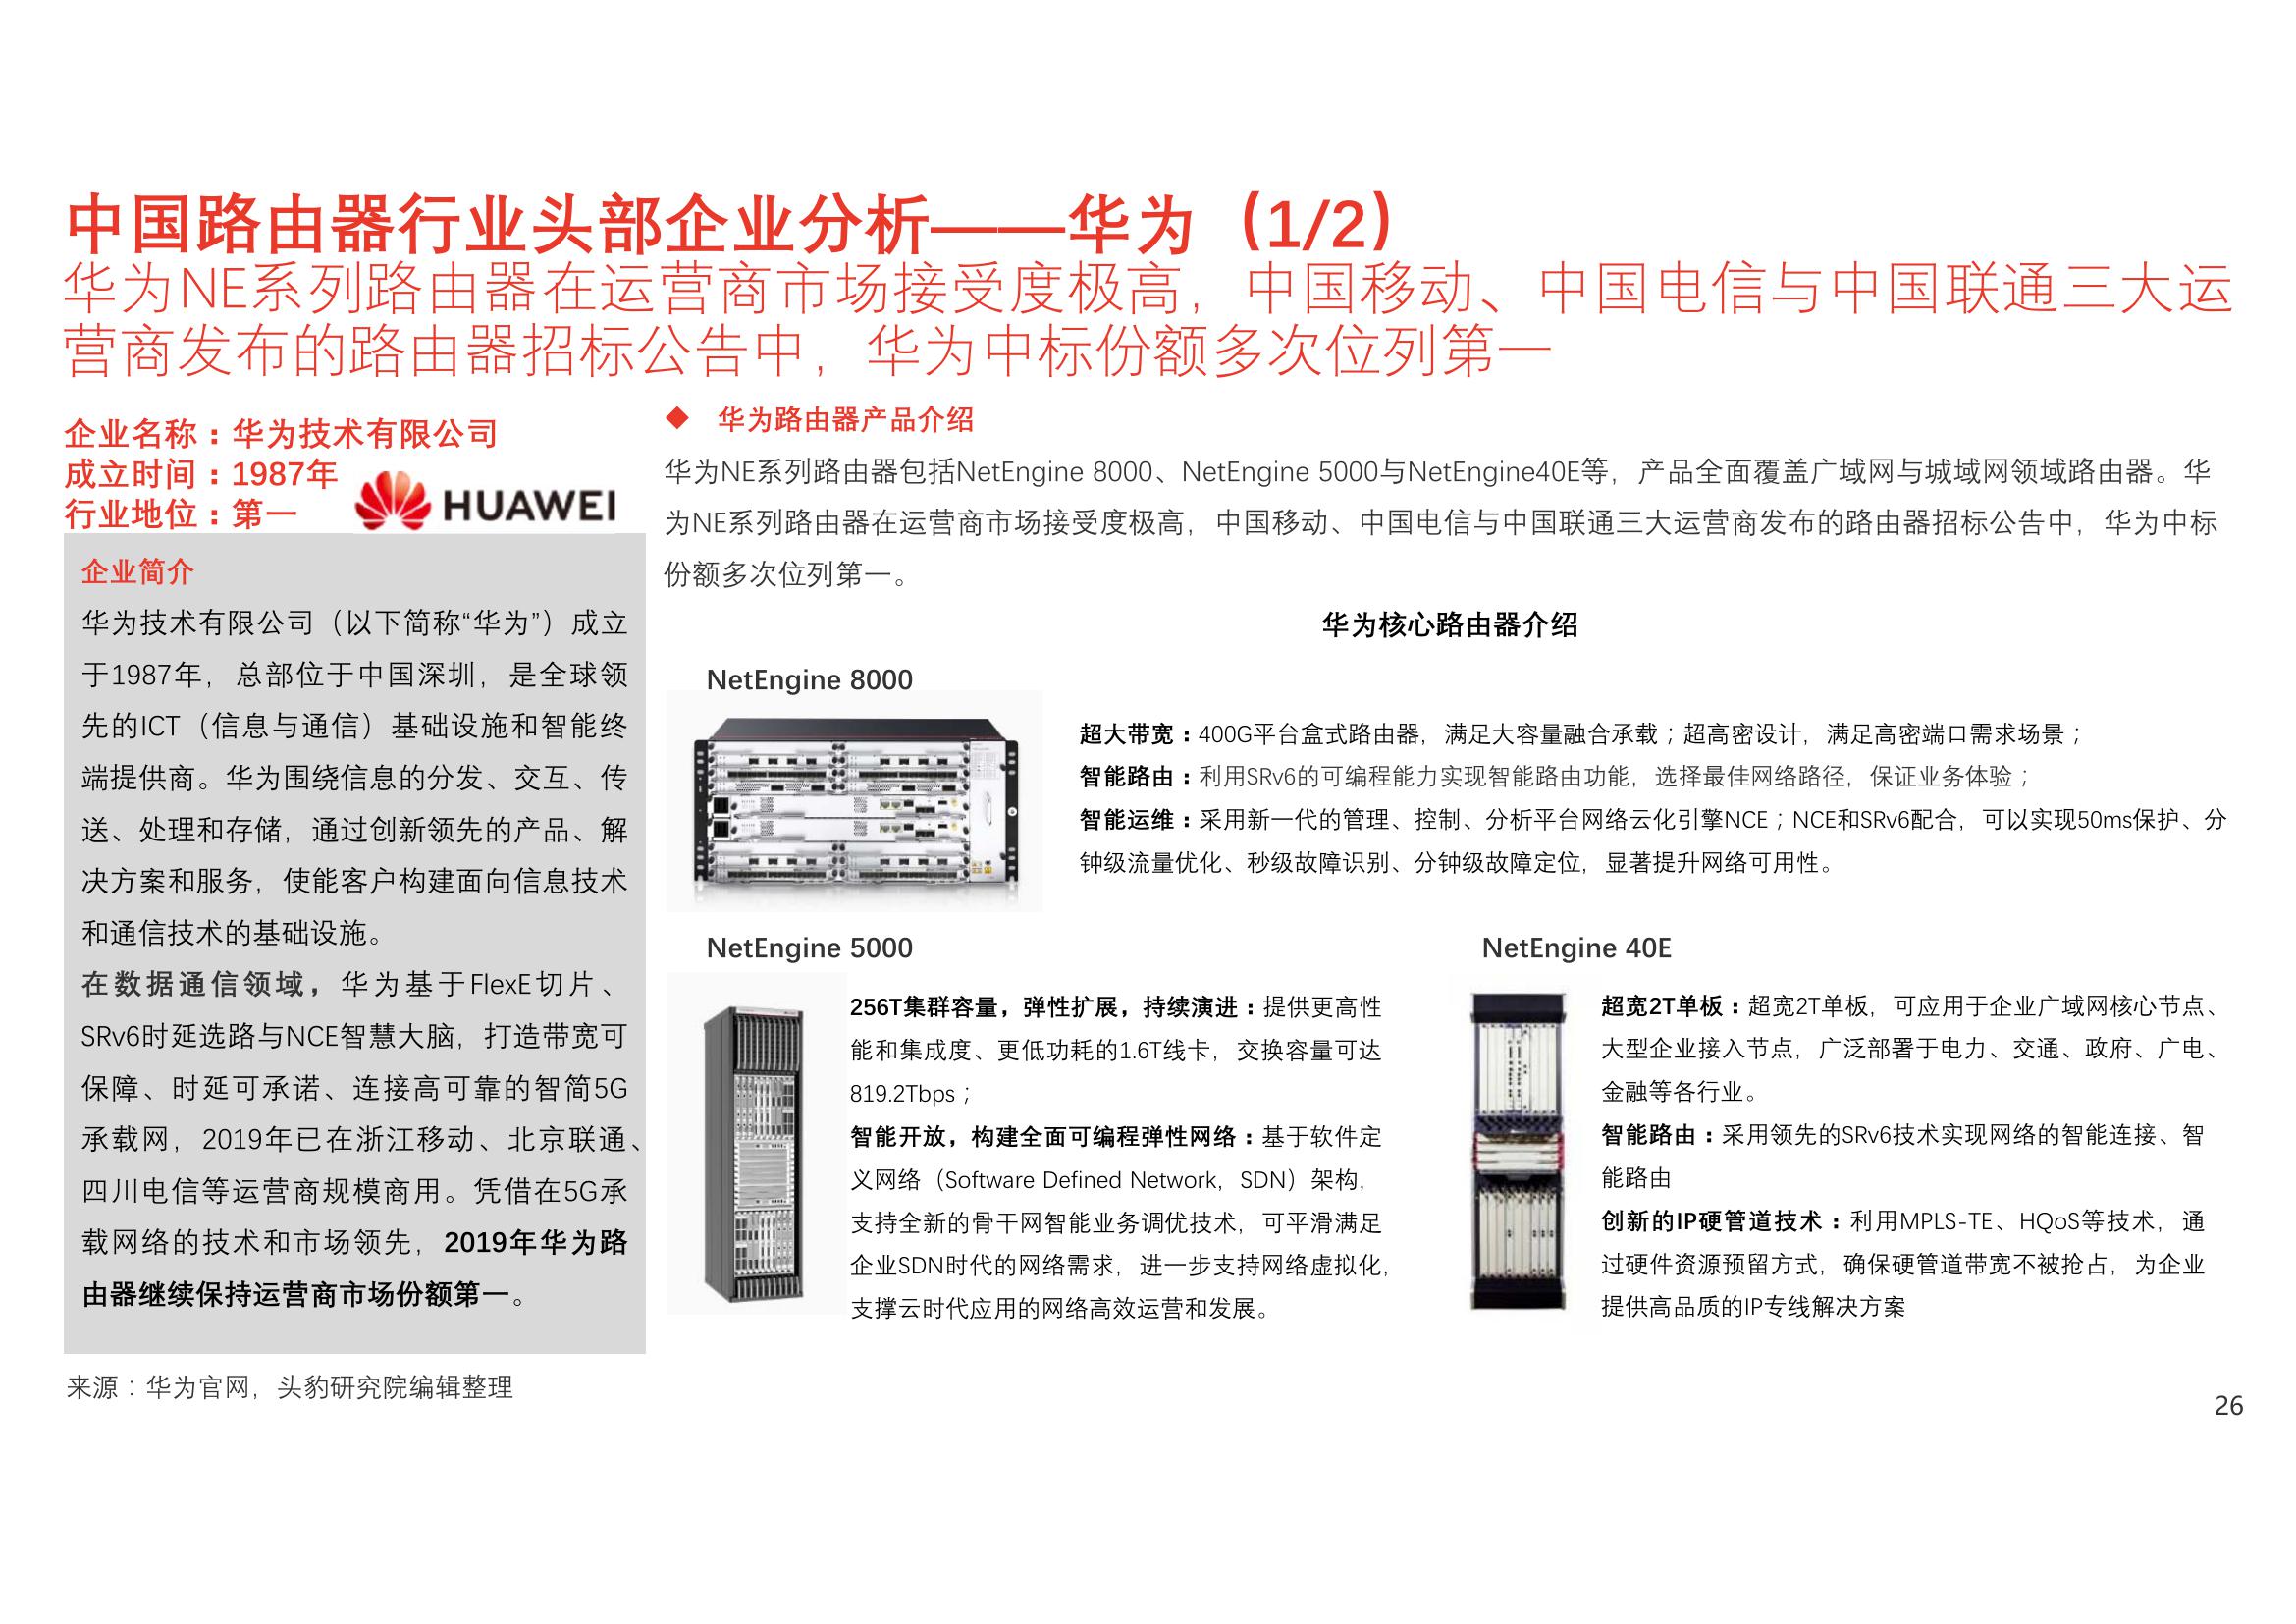 中国路由器行业头部企业分析——华为（1/2）
华为NE系列路由器在运营商市场接受度极高，中国移动、中国电信与中国联通三大运
营商发布的路由器招标公告中，华为中标份额多次位列第一
企业名称：华为技术有限公司
成立时间：1987年
行业地位：第一
HUAWEI
企业简介
华为技术有限公司（以下简称“华为”）成立
于1987年，总部位于中国深圳，是全球领
先的ICT（信息与通信）基础设施和智能终
端提供商。华为围绕信息的分发、交互、传
送、处理和存储，通过创新领先的产品、解
决方案和服务，使能客户构建面向信息技术
和通信技术的基础设施。
在数据通信领域，华为基于FlexE切片、
SRv6时延选路与NCE智慧大脑，打造带宽可
保障、时延可承诺、连接高可靠的智简5G
承载网，2019年已在浙江移动、北京联通、
四川电信等运营商规模商用。凭借在5G承
载网络的技术和市场领先，2019年华为路
由器继续保持运营商市场份额第一。
◆ 华为路由器产品介绍
华为NE系列路由器包括NetEngine 8000、NetEngine 5000与NetEngine40E等，产品全面覆盖广域网与城域网领域路由器。华
为NE系列路由器在运营商市场接受度极高，中国移动、中国电信与中国联通三大运营商发布的路由器招标公告中，华为中标
份额多次位列第一。
华为核心路由器介绍
NetEngine 8000
超大带宽：400G平台盒式路由器，满足大容量融合承载；超高密设计，满足高密端口需求场景；
智能路由：利用SRv6的可编程能力实现智能路由功能，选择最佳网络路径，保证业务体验；
智能运维：采用新一代的管理、控制、分析平台网络云化引擎NCE；NCE和SRv6配合，可以实现50ms保护、分
钟级流量优化、秒级故障识别、分钟级故障定位，显著提升网络可用性。
NetEngine 5000
256T集群容量，弹性扩展，持续演进：提供更高性
能和集成度、更低功耗的1.6T线卡，交换容量可达
819.2Tbps；
智能开放，构建全面可编程弹性网络：基于软件定
义网络（Software Defined Network，SDN）架构，
支持全新的骨干网智能业务调优技术，可平滑满足
企业SDN时代的网络需求，进一步支持网络虚拟化，
支撑云时代应用的网络高效运营和发展。
NetEngine 40E
超宽2T单板：超宽2T单板，可应用于企业广域网核心节点、
大型企业接入节点，广泛部署于电力、交通、政府、广电、
金融等各行业。
智能路由：采用领先的SRv6技术实现网络的智能连接、智
能路由
创新的IP硬管道技术：利用MPLS-TE、HQoS等技术，通
过硬件资源预留方式，确保硬管道带宽不被抢占，为企业
提供高品质的IP专线解决方案
来源：华为官网，头豹研究院编辑整理
26